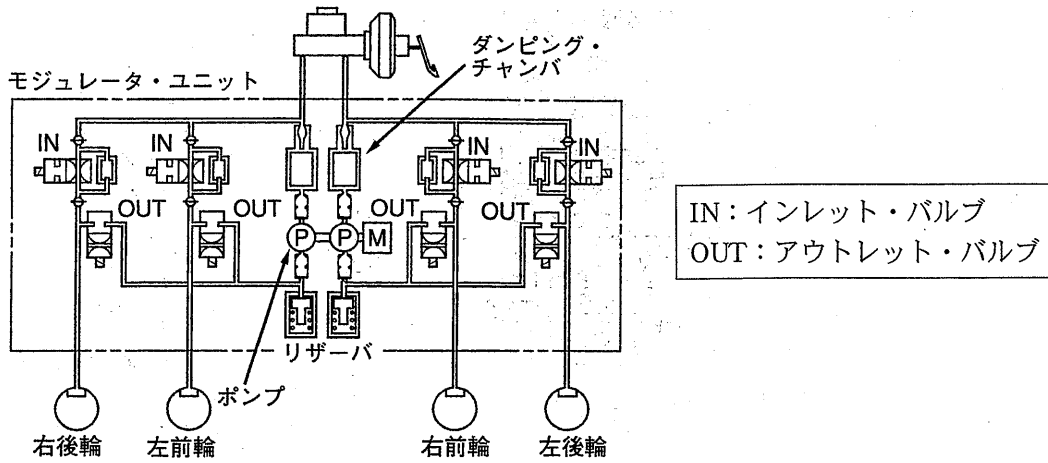 ダンピング・
チャンバ
モジュレータ・ユニット
IN IN IN IN
OUT OUT OUT OUT
P P M
IN：インレット・バルブ
OUT：アウトレット・バルブ
リザーバ
ポンプ
右後輪 左前輪 右前輪 左後輪